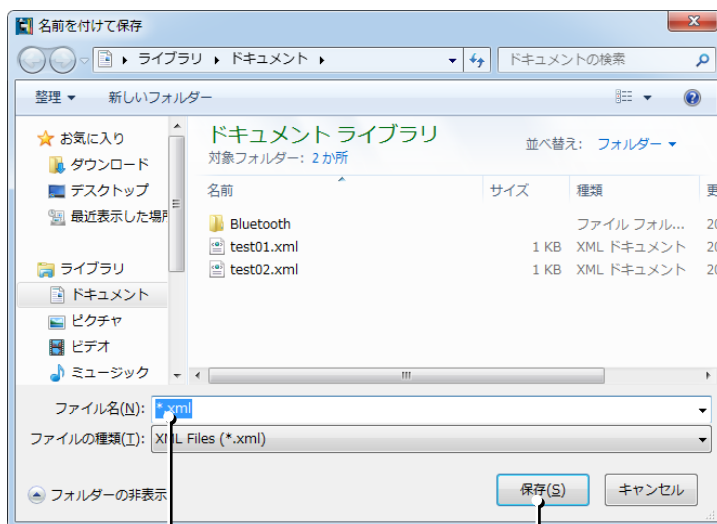 名前を付けて保存
ライブラリ ドキュメント
ドキュメントの検索
整理 新しいフォルダー
お気に入り
ダウンロード
デスクトップ
最近表示した場所
ライブラリ
ドキュメント
ピクチャ
ビデオ
ミュージック
ドキュメント ライブラリ
対象フォルダー: 2 か所
並べ替え: フォルダー
名前 サイズ 種類 更
Bluetooth ファイル フォル... 20
test01.xml 1 KB XML ドキュメント 20
test02.xml 1 KB XML ドキュメント 20
ファイル名(N): *.xml
ファイルの種類(T): XML Files (*.xml)
フォルダーの非表示
保存(S) キャンセル